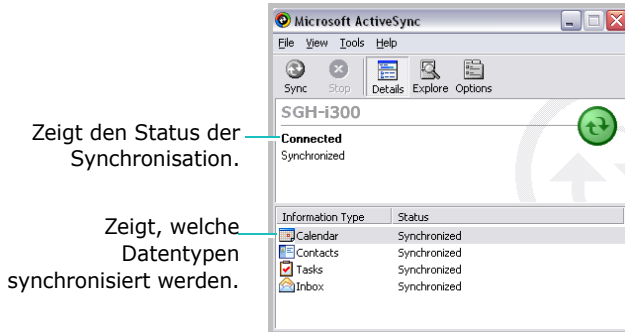 Microsoft ActiveSync
File View Tools Help
Sync Stop Details Explore Options
SGH-i300
Zeigt den Status der
Synchronisation.
Connected
Synchronized
Zeigt, welche
Datentypen
synchronisiert werden.
Information Type Status
Calendar Synchronized
Contacts Synchronized
Tasks Synchronized
Inbox Synchronized